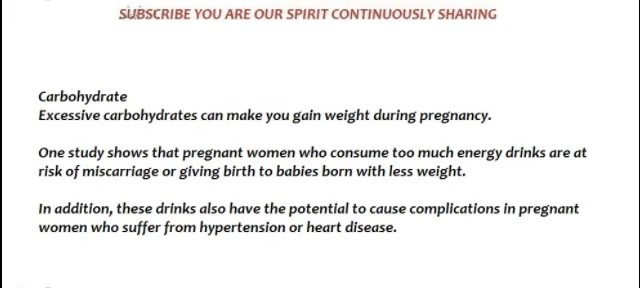 SUBSCRIBE YOU ARE OUR SPIRIT CONTINUOUSLY SHARING
Carbohydrate
Excessive carbohydrates can make you gain weight during pregnancy.
One study shows that pregnant women who consume too much energy drinks are at
risk of miscarriage or giving birth to babies born with less weight.
In addition, these drinks also have the potential to cause complications in pregnant
women who suffer from hypertension or heart disease.